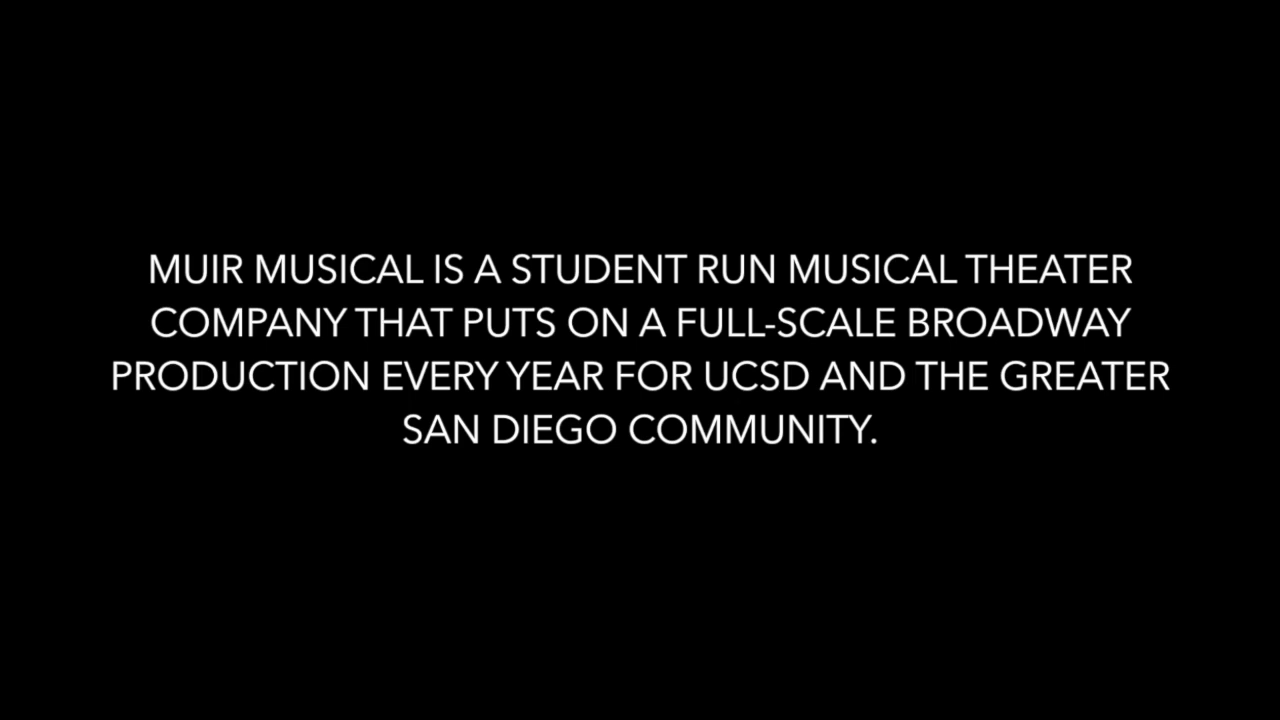 MUIR MUSICAL IS A STUDENT RUN MUSICAL THEATER
COMPANY THAT PUTS ON A FULL-SCALE BROADWAY
PRODUCTION EVERY YEAR FOR UCSD AND THE GREATER
SAN DIEGO COMMUNITY.